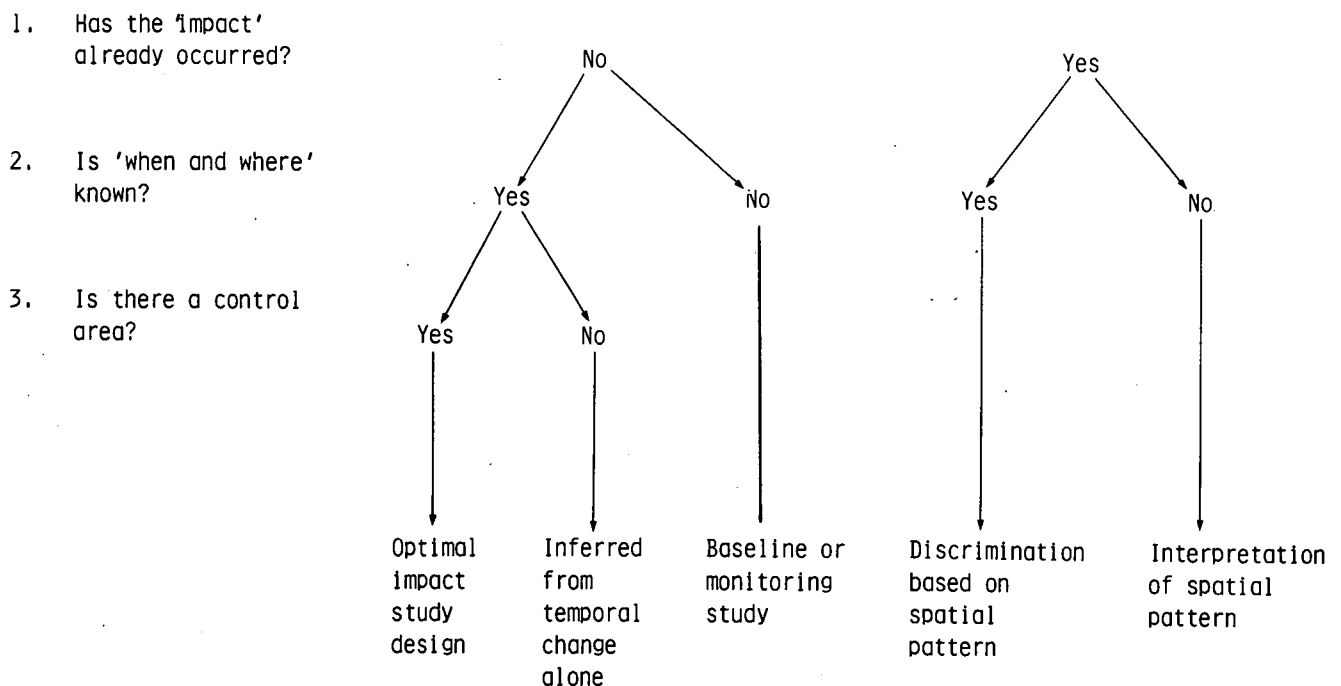 1. Has the 'impact'
already occurred?
No
Yes
2. Is 'when and where'
known?
Yes
No
Yes
No
3. Is there a control
area?
Yes
No
Optimal
impact
study
design
Inferred
from
temporal
change
alone
Baseline or
monitoring
study
Discrimination
based on
spatial
pattern
Interpretation
of spatial
pattern